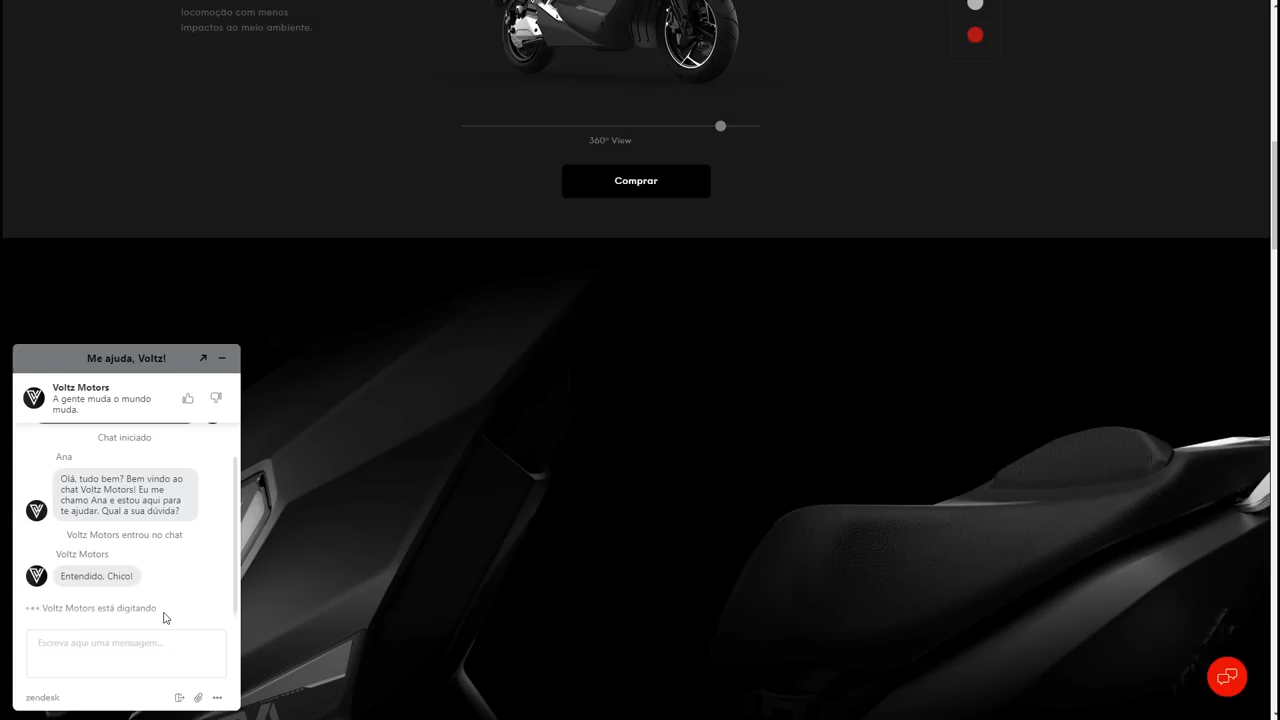 locomoção com menos
impactos ao meio ambiente.
360º View
Comprar
Me ajuda, Voltz!
Voltz Motors
A gente muda o mundo
muda.
Chat iniciado
Ana
Olá, tudo bem? Bem vindo ao
chat Voltz Motors! Eu me
chamo Ana e estou aqui para
te ajudar. Qual a sua dúvida?
Voltz Motors entrou no chat
Voltz Motors
Entendido, Chico!
Voltz Motors está digitando
Escreva aqui uma mensagem...
zendesk